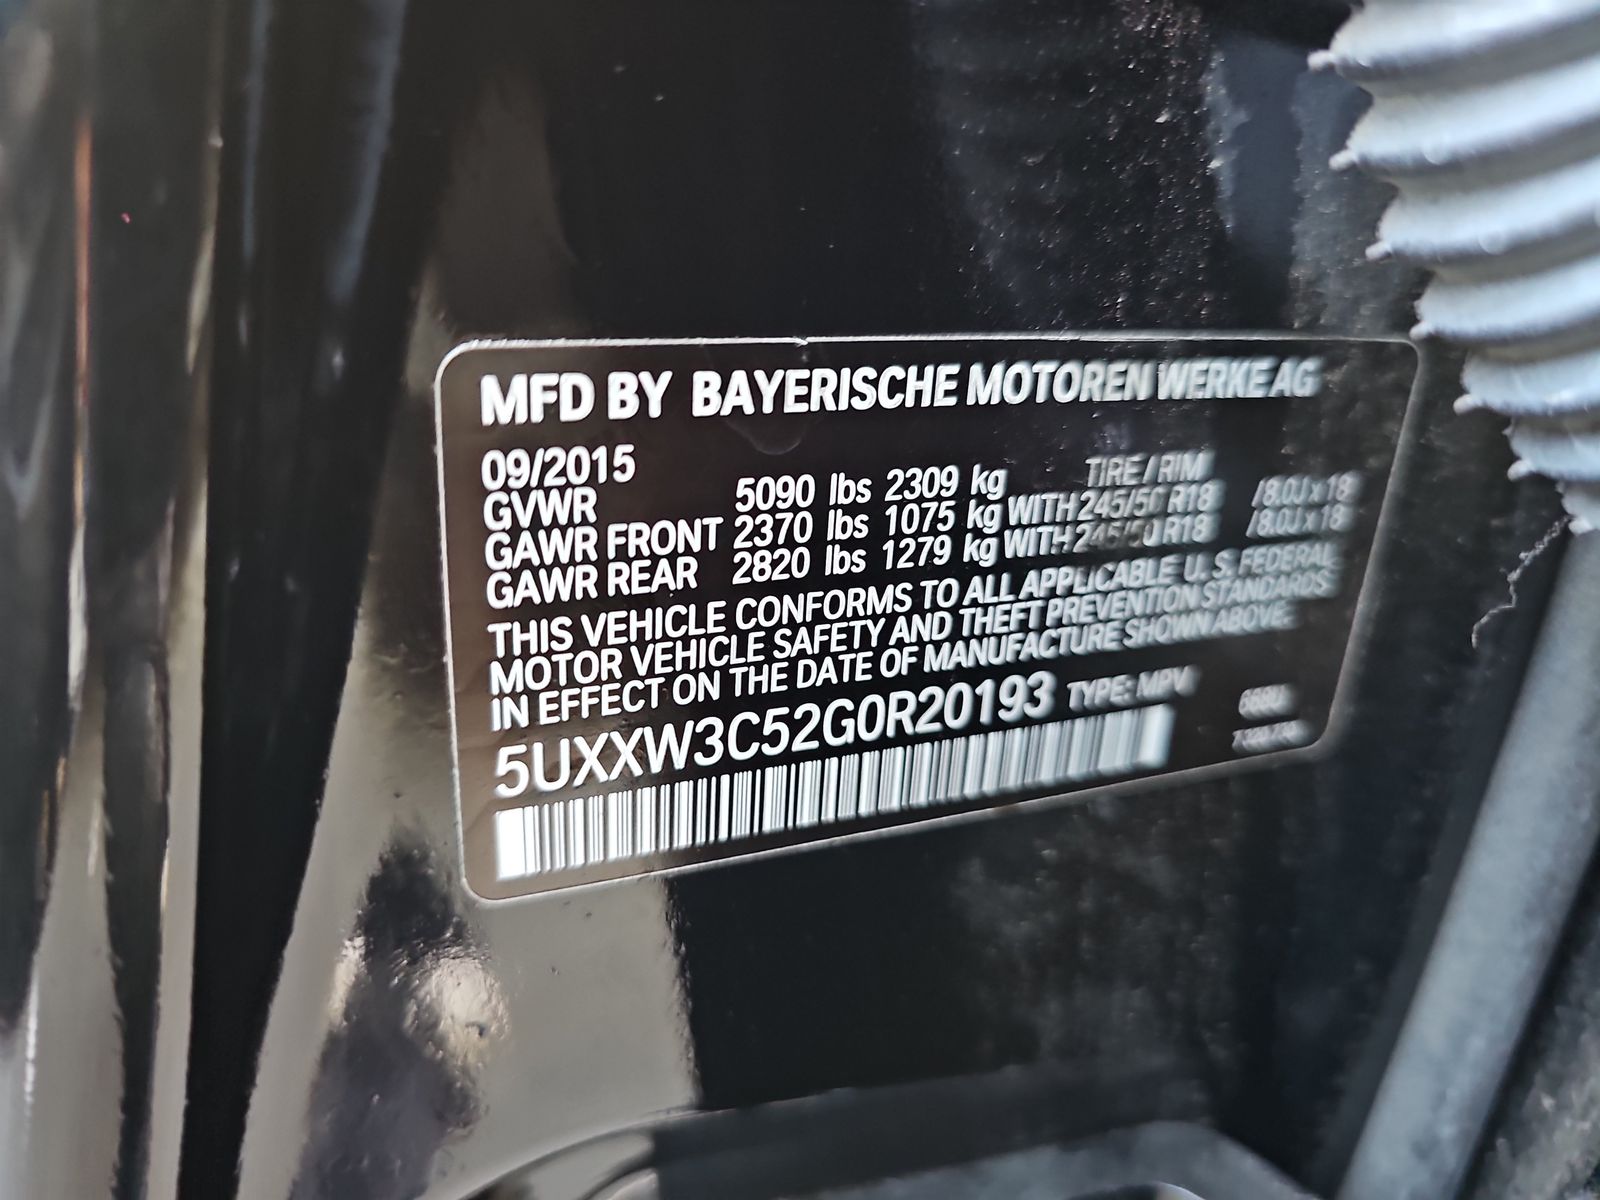 MFD BY BAYERISCHE MOTOREN WERKE AG
09/2015 TIRE / RIM
GVWR 5090 lbs 2309 kg
GAWR FRONT 2370 lbs 1075 kg WITH 245/50 R18 /8.0J x 18
GAWR REAR 2820 lbs 1279 kg WITH 245/50 R18 /8.0J x 18
THIS VEHICLE CONFORMS TO ALL APPLICABLE U. S. FEDERAL
MOTOR VEHICLE SAFETY AND THEFT PREVENTION STANDARDS
IN EFFECT ON THE DATE OF MANUFACTURE SHOWN ABOVE.
5UXXW3C52G0R20193 TYPE: MPV